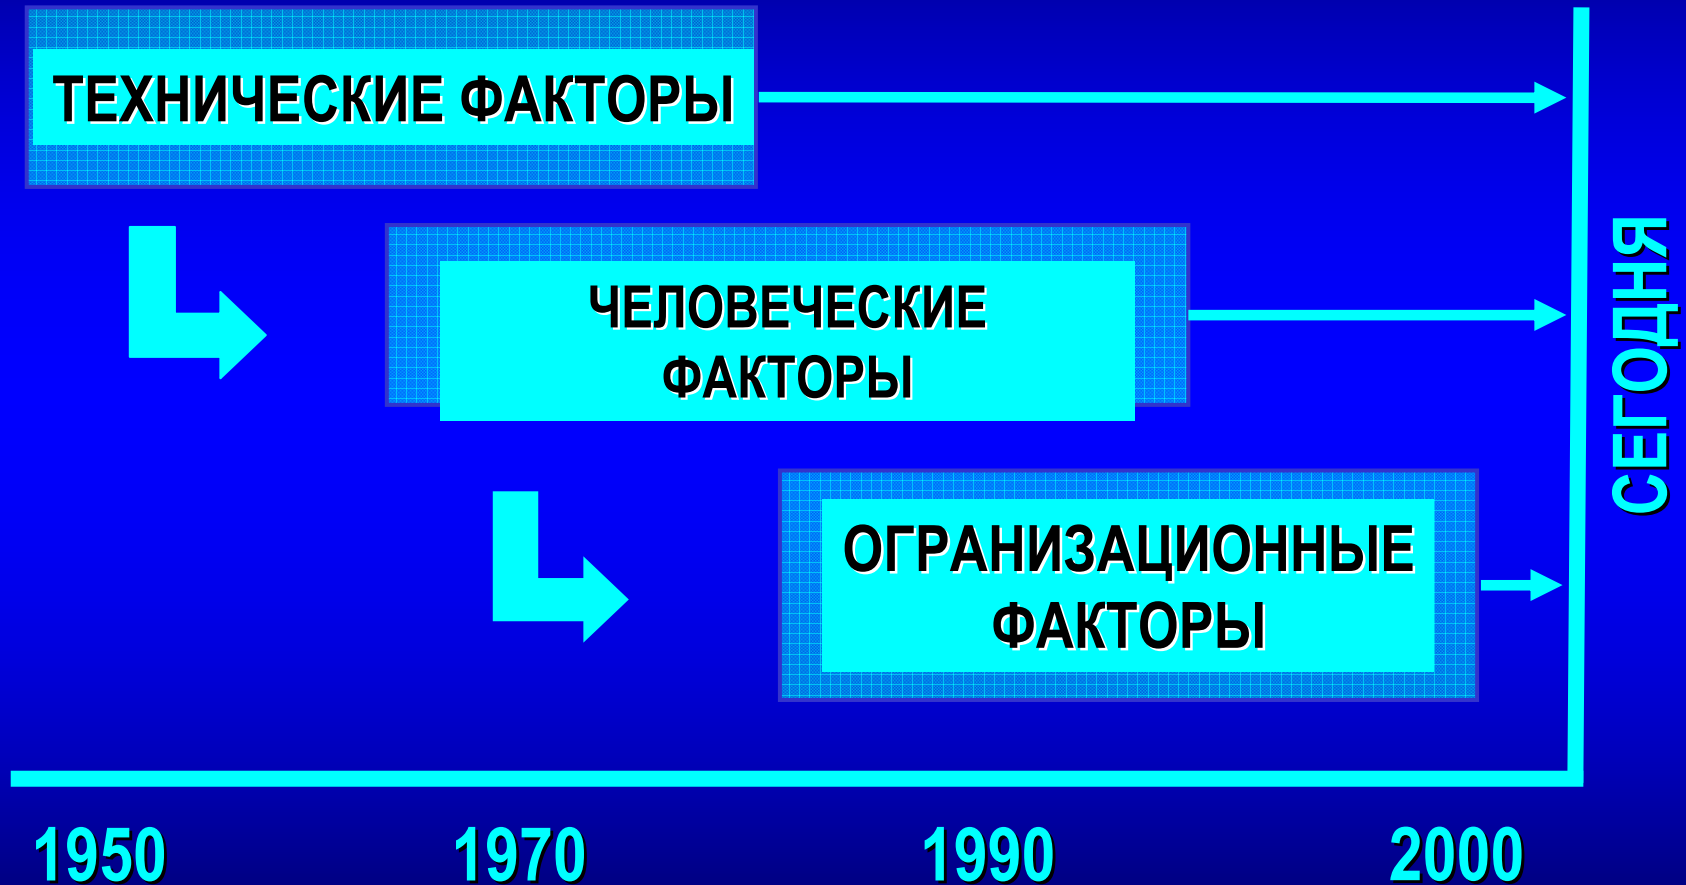 ТЕХНИЧЕСКИЕ ФАКТОРЫ
ЧЕЛОВЕЧЕСКИЕ
ФАКТОРЫ
ОГРАНИЗАЦИОННЫЕ
ФАКТОРЫ
СЕГОДНЯ
1950
1970
1990
2000